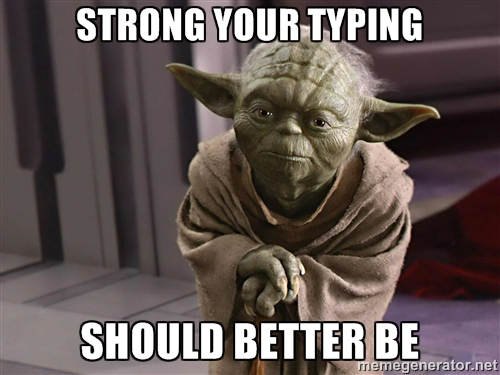 STRONG YOUR TYPING
SHOULD BETTER BE
memegenerator.net